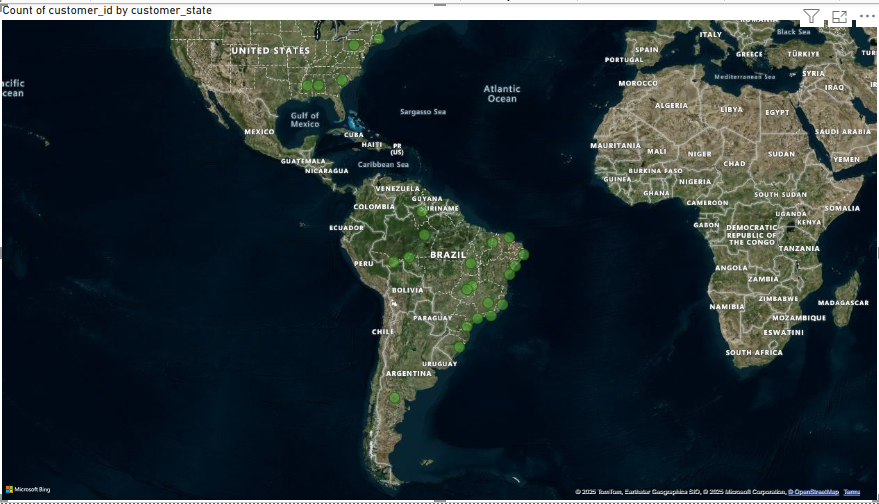 Count of customer_id by customer_state
UNITED STATES
Atlantic
Ocean
Sargasso Sea
Gulf of
Mexico
MEXICO
CUBA
HAITI
PR
(US)
Caribbean Sea
GUATEMALA
NICARAGUA
VENEZUELA
GUYANA
COLOMBIA
URINAME
ECUADOR
PERU
BRAZIL
BOLIVIA
PARAGUAY
CHILE
URUGUAY
ARGENTINA
acific
cean
ITALY
Black Sea
SPAIN
PORTUGAL
GREECE
TÜRKIYE
TUR
Mediterranean Sea
SYRIA
IRAQ
MOROCCO
ALGERIA
LIBYA
EGYPT
SAUDI ARABIA
MAURITANIA
MALI
NIGER
CHAD
SUDAN
YEMEN
BURKINA FASO
GUINEA
GHANA
NIGERIA
CAMEROON
SOUTH SUDAN
SOMALIA
UGANDA
KENYA
GABON
DEMOCRATIC
REPUBLIC OF
THE CONGO
TANZANIA
ANGOLA
ZAMBIA
NAMIBIA
ZIMBABWE
MADAGASCAR
MOZAMBIQUE
ESWATINI
SOUTH AFRICA
Microsoft Bing
© 2025 TomTom, Earthstar Geographics SIO, © 2025 Microsoft Corporation, © OpenStreetMap Terms